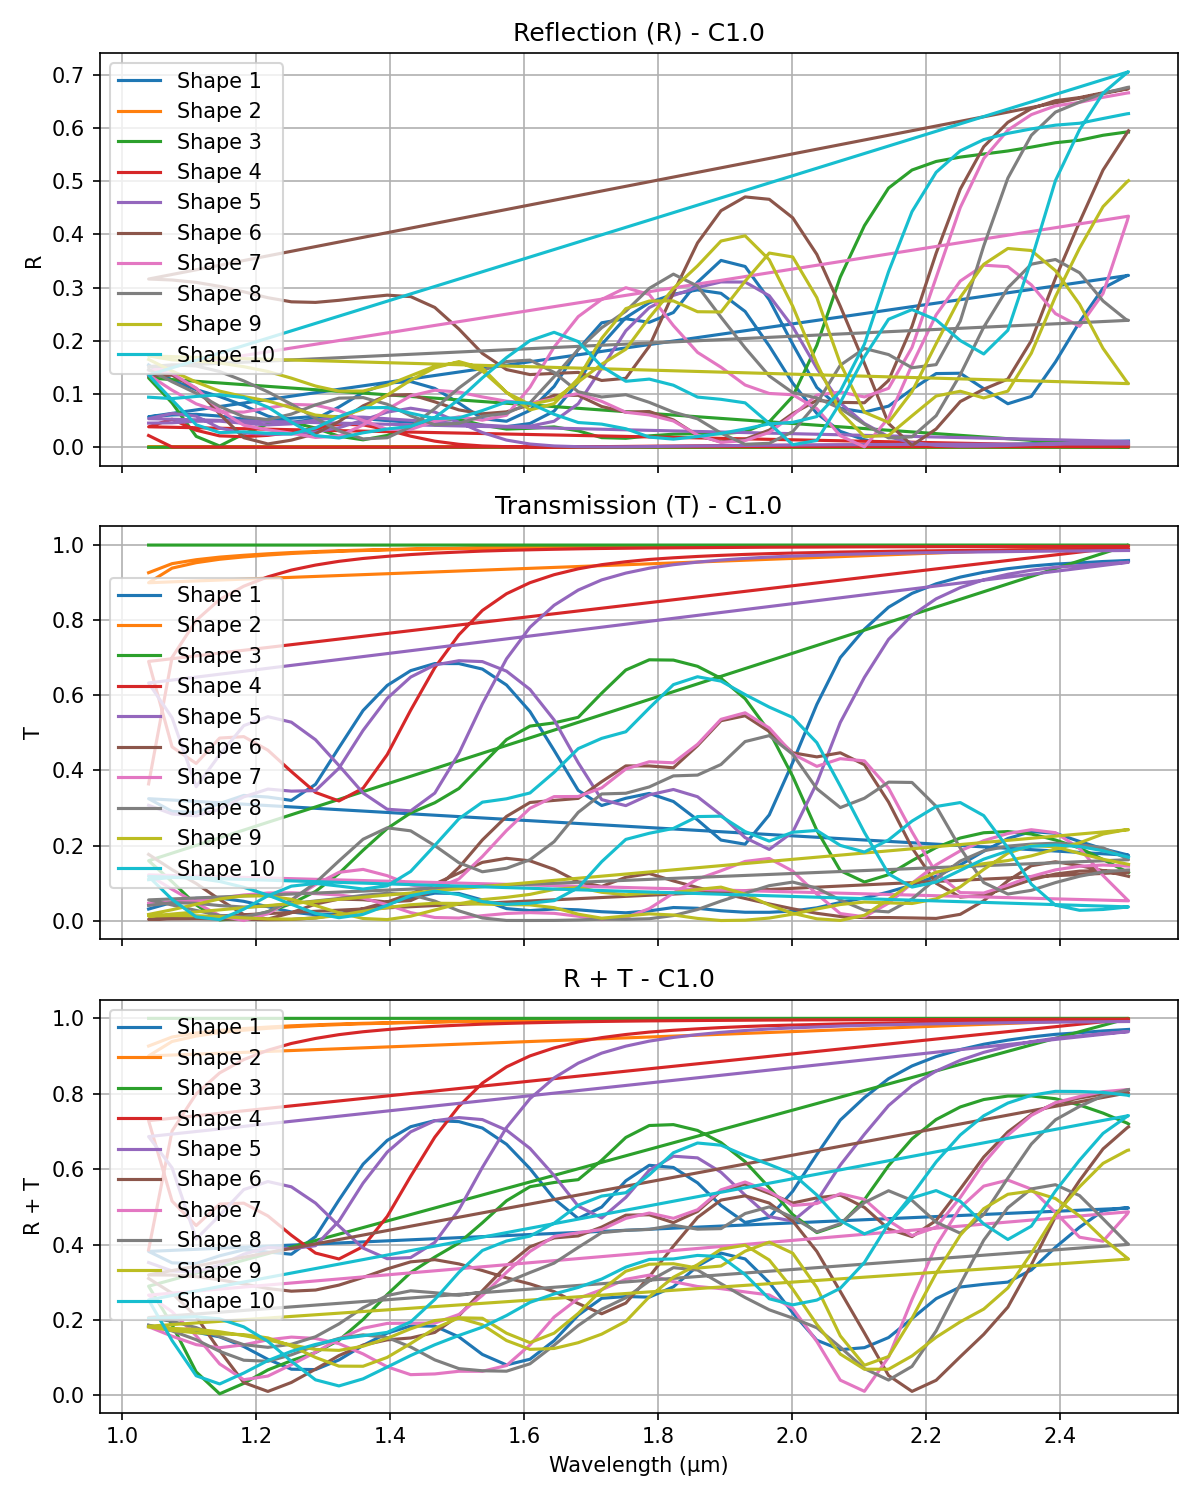 Reflection (R) - C1.0
0.7
0.6
0.5
0.4
0.3
0.2
0.1
0.0
R
Shape 1
Shape 2
Shape 3
Shape 4
Shape 5
Shape 6
Shape 7
Shape 8
Shape 9
Shape 10
Transmission (T) - C1.0
1.0
0.8
0.6
0.4
0.2
0.0
T
Shape 1
Shape 2
Shape 3
Shape 4
Shape 5
Shape 6
Shape 7
Shape 8
Shape 9
Shape 10
R + T - C1.0
1.0
0.8
0.6
0.4
0.2
0.0
R + T
Shape 1
Shape 2
Shape 3
Shape 4
Shape 5
Shape 6
Shape 7
Shape 8
Shape 9
Shape 10
1.0 1.2 1.4 1.6 1.8 2.0 2.2 2.4
Wavelength (μm)